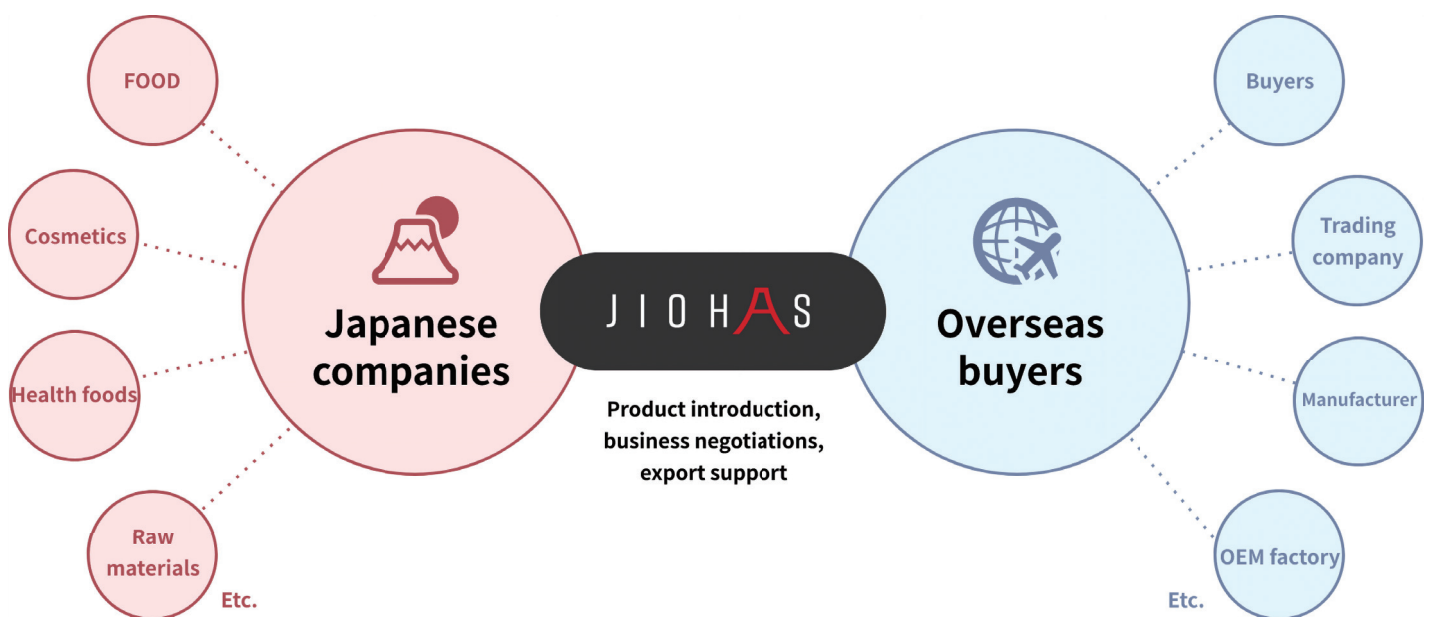 FOOD
Cosmetics
Health foods
Raw
materials
Etc.
Japanese
companies
JIOHAS
Product introduction,
business negotiations,
export support
Overseas
buyers
Buyers
Trading
company
Manufacturer
OEM factory
Etc.